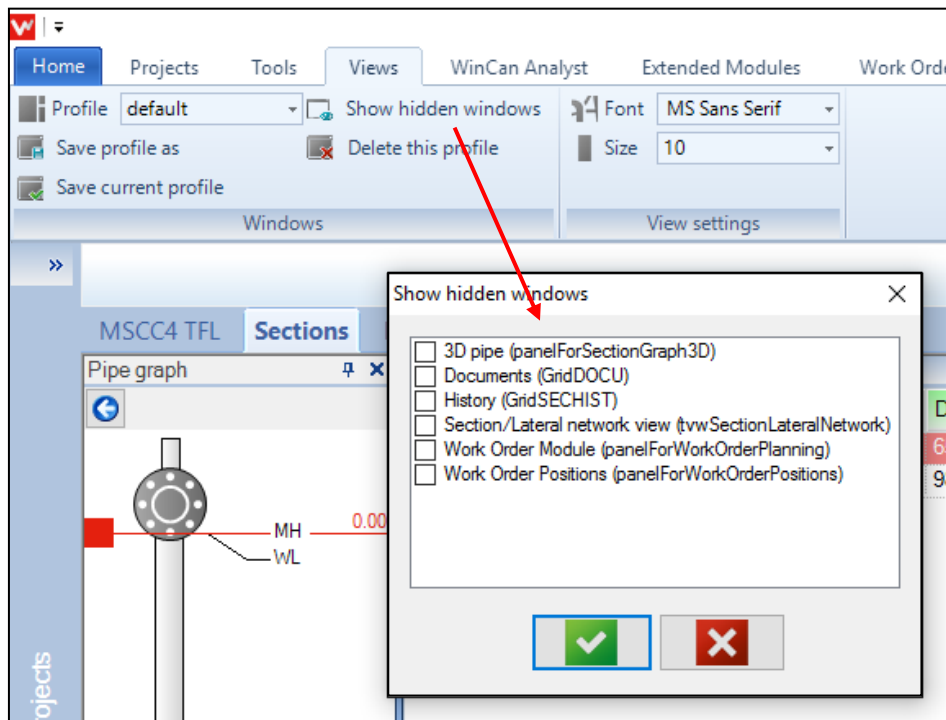 Home Projects Tools Views WinCan Analyst Extended Modules Work Orde
Profile default Show hidden windows Font MS Sans Serif
Save profile as Delete this profile Size 10
Save current profile
Windows View settings
»
Show hidden windows
MSCC4 TFL Sections
Pipe graph
3D pipe (panelForSectionGraph3D)
Documents (GridDOCU)
History (GridSECHIST)
Section/Lateral network view (tvwSectionLateralNetwork)
Work Order Module (panelForWorkOrderPlanning)
Work Order Positions (panelForWorkOrderPositions)
D
6
9
MH 0.00
WL
rojects